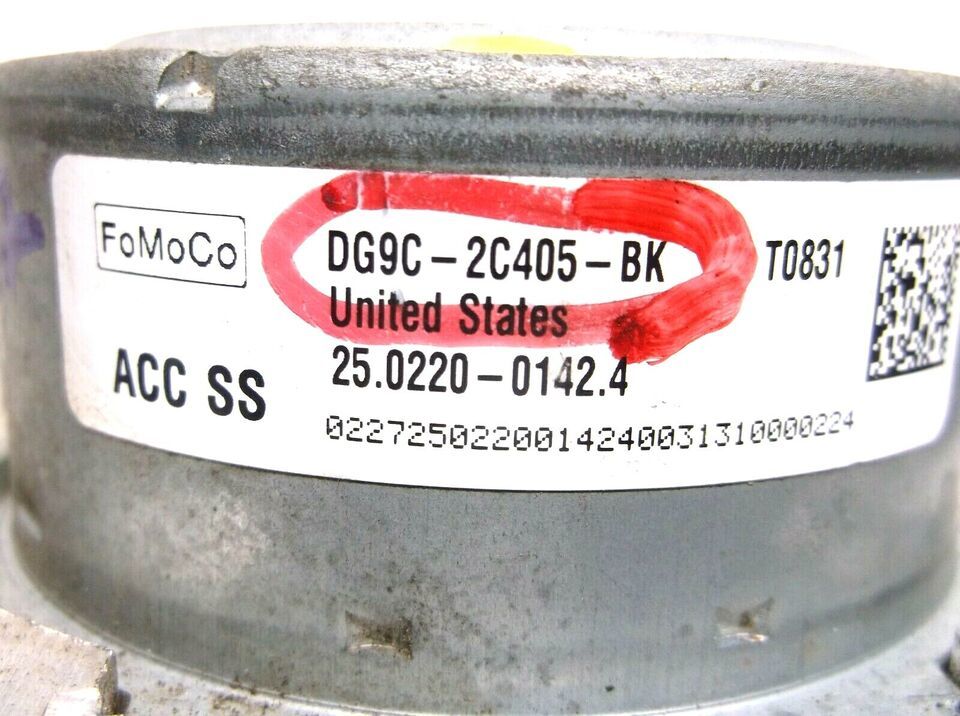 FoMoCo
DG9C-2C405-BK T0831
United States
ACC SS
25.0220-0142.4
0227250220014240031310000224